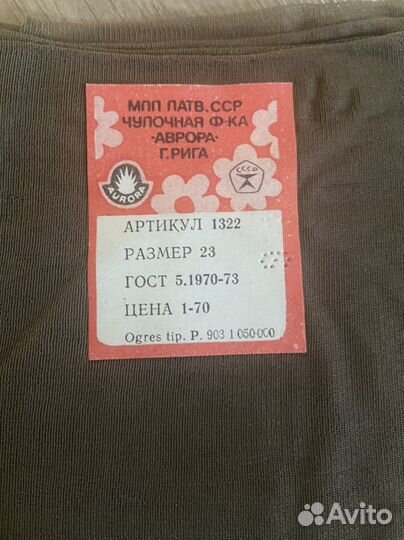 МПП ЛАТВ. ССР
ЧУЛОЧНАЯ Ф-КА
·АВРОРА·
Г. РИГА
AURORA
СССР
АРТИКУЛ 1322
РАЗМЕР 23
ГОСТ 5.1970-73
ЦЕНА 1-70
Ogres tip. P. 903 1 050·000
Avito